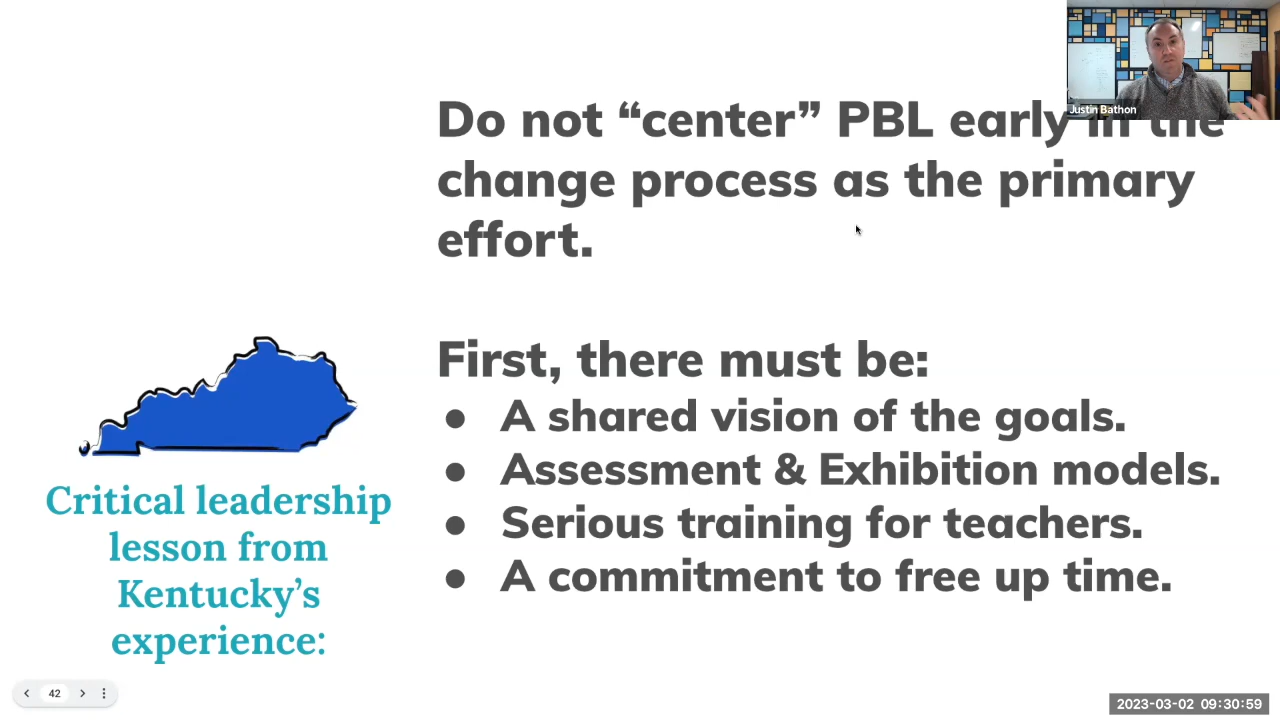 Do not “center” PBL early in the
change process as the primary
effort.
First, there must be:
● A shared vision of the goals.
● Assessment & Exhibition models.
● Serious training for teachers.
● A commitment to free up time.
Critical leadership
lesson from
Kentucky’s
experience:
Justin Bathon
42
2023-03-02 09:30:59